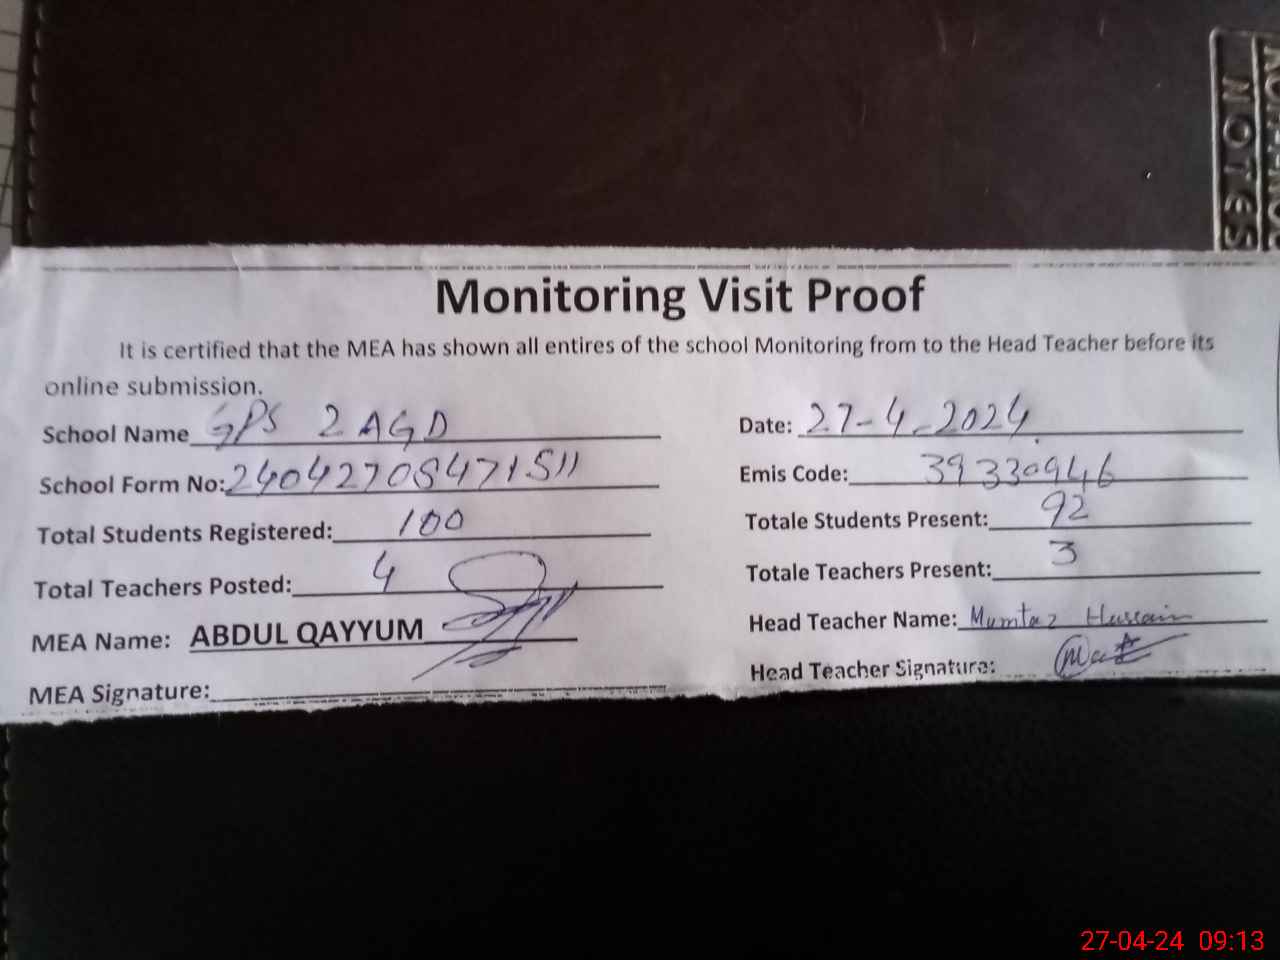 NOTES
Monitoring Visit Proof
It is certified that the MEA has shown all entires of the school Monitoring from to the Head Teacher before its
online submission.
School Name GPS 2 AGD
Date: 27-4-2024
School Form No: 24042708471511
Emis Code: 39330946
Total Students Registered: 100
Totale Students Present: 92
Total Teachers Posted: 4
Totale Teachers Present: 3
MEA Name: ABDUL QAYYUM
Head Teacher Name: Mumtaz Hussain
MEA Signature:
Head Teacher Signature:
27-04-24 09:13